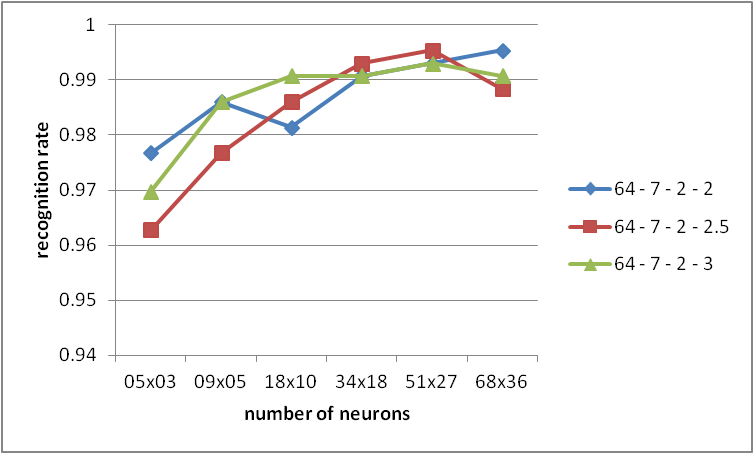 1
0.99
0.98
0.97
0.96
0.95
0.94
recognition rate
05x03 09x05 18x10 34x18 51x27 68x36
number of neurons
64 - 7 - 2 - 2
64 - 7 - 2 - 2.5
64 - 7 - 2 - 3